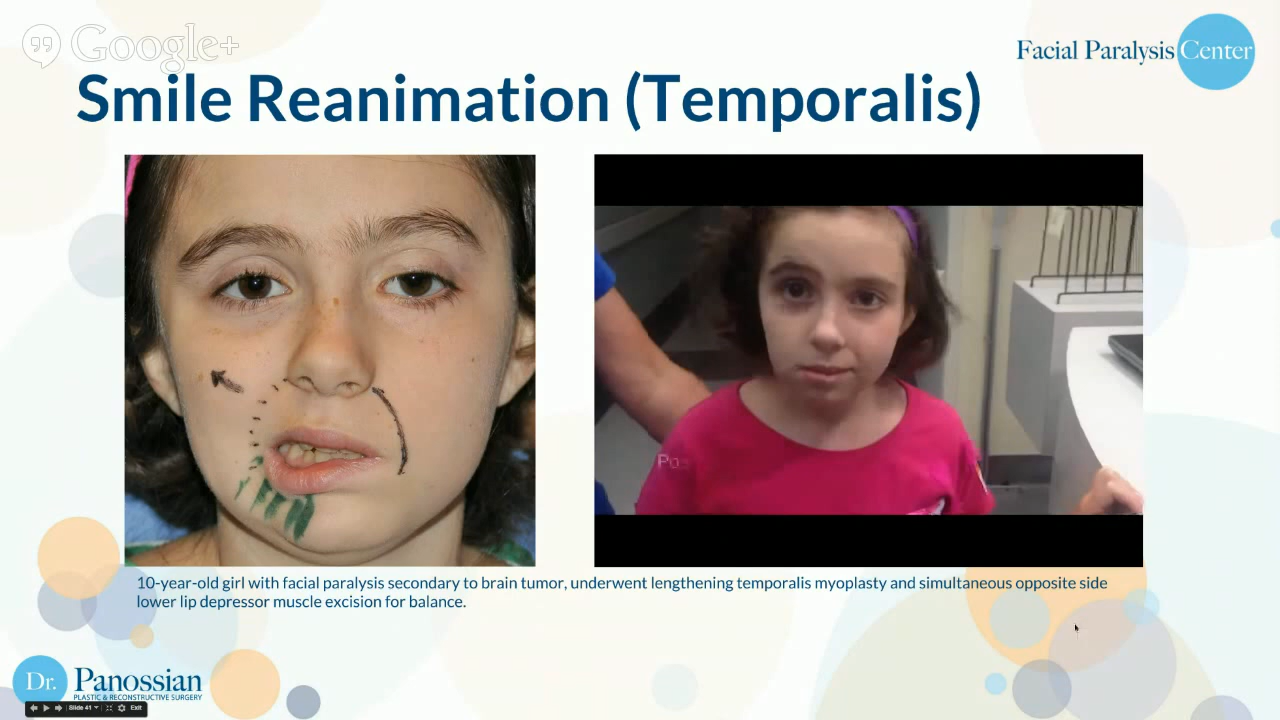 Google+
Facial Paralysis Center
Smile Reanimation (Temporalis)
Pos
10-year-old girl with facial paralysis secondary to brain tumor, underwent lengthening temporalis myoplasty and simultaneous opposite side
lower lip depressor muscle excision for balance.
Dr. Panossian
PLASTIC & RECONSTRUCTIVE SURGERY
Slide 41
Exit